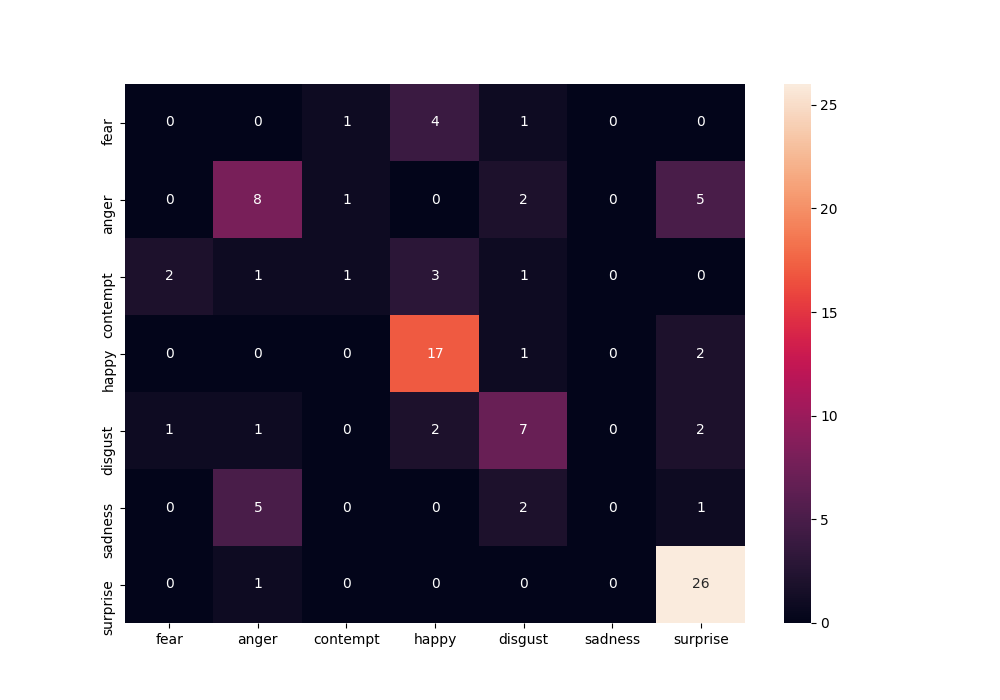 fear 0 0 1 4 1 0 0
anger 0 8 1 0 2 0 5
contempt 2 1 1 3 1 0 0
happy 0 0 0 17 1 0 2
disgust 1 1 0 2 7 0 2
sadness 0 5 0 0 2 0 1
surprise 0 1 0 0 0 0 26
fear anger contempt happy disgust sadness surprise
25
20
15
10
5
0